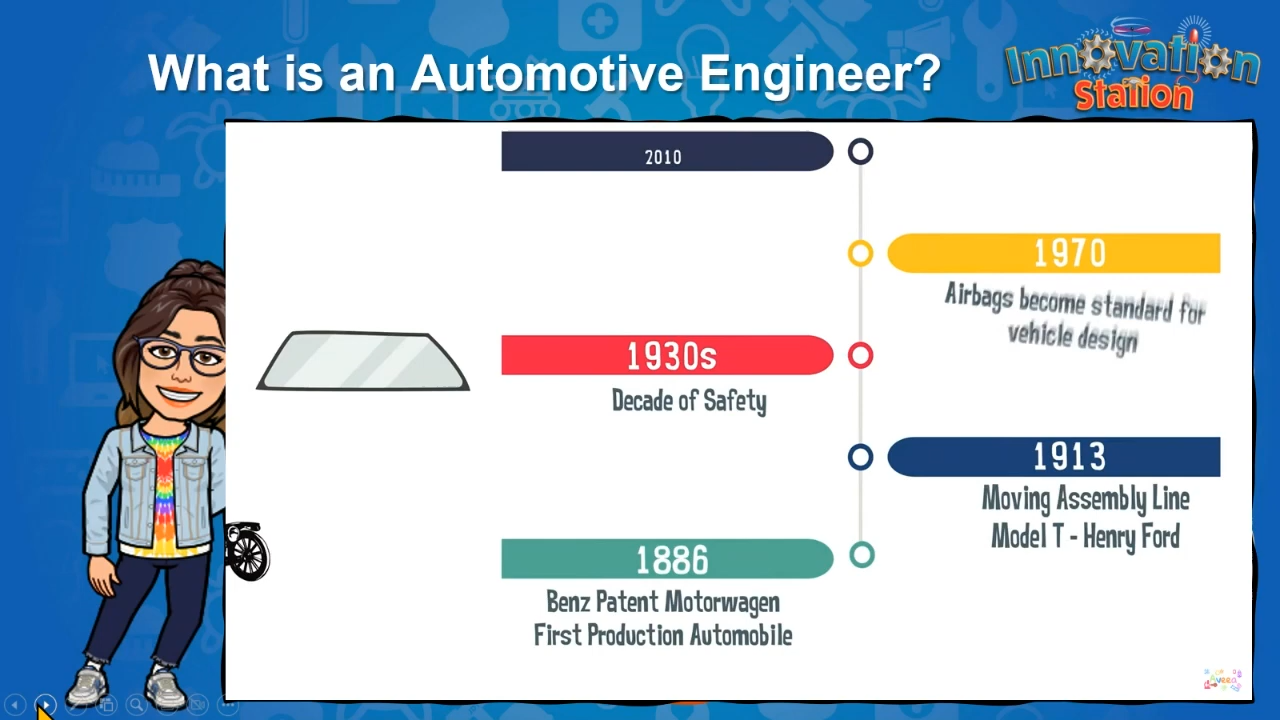 What is an Automotive Engineer?
Innovation
Station
2010
1970
Airbags become standard for
vehicle design
1930s
Decade of Safety
1913
Moving Assembly Line
Model T - Henry Ford
1886
Benz Patent Motorwagen
First Production Automobile